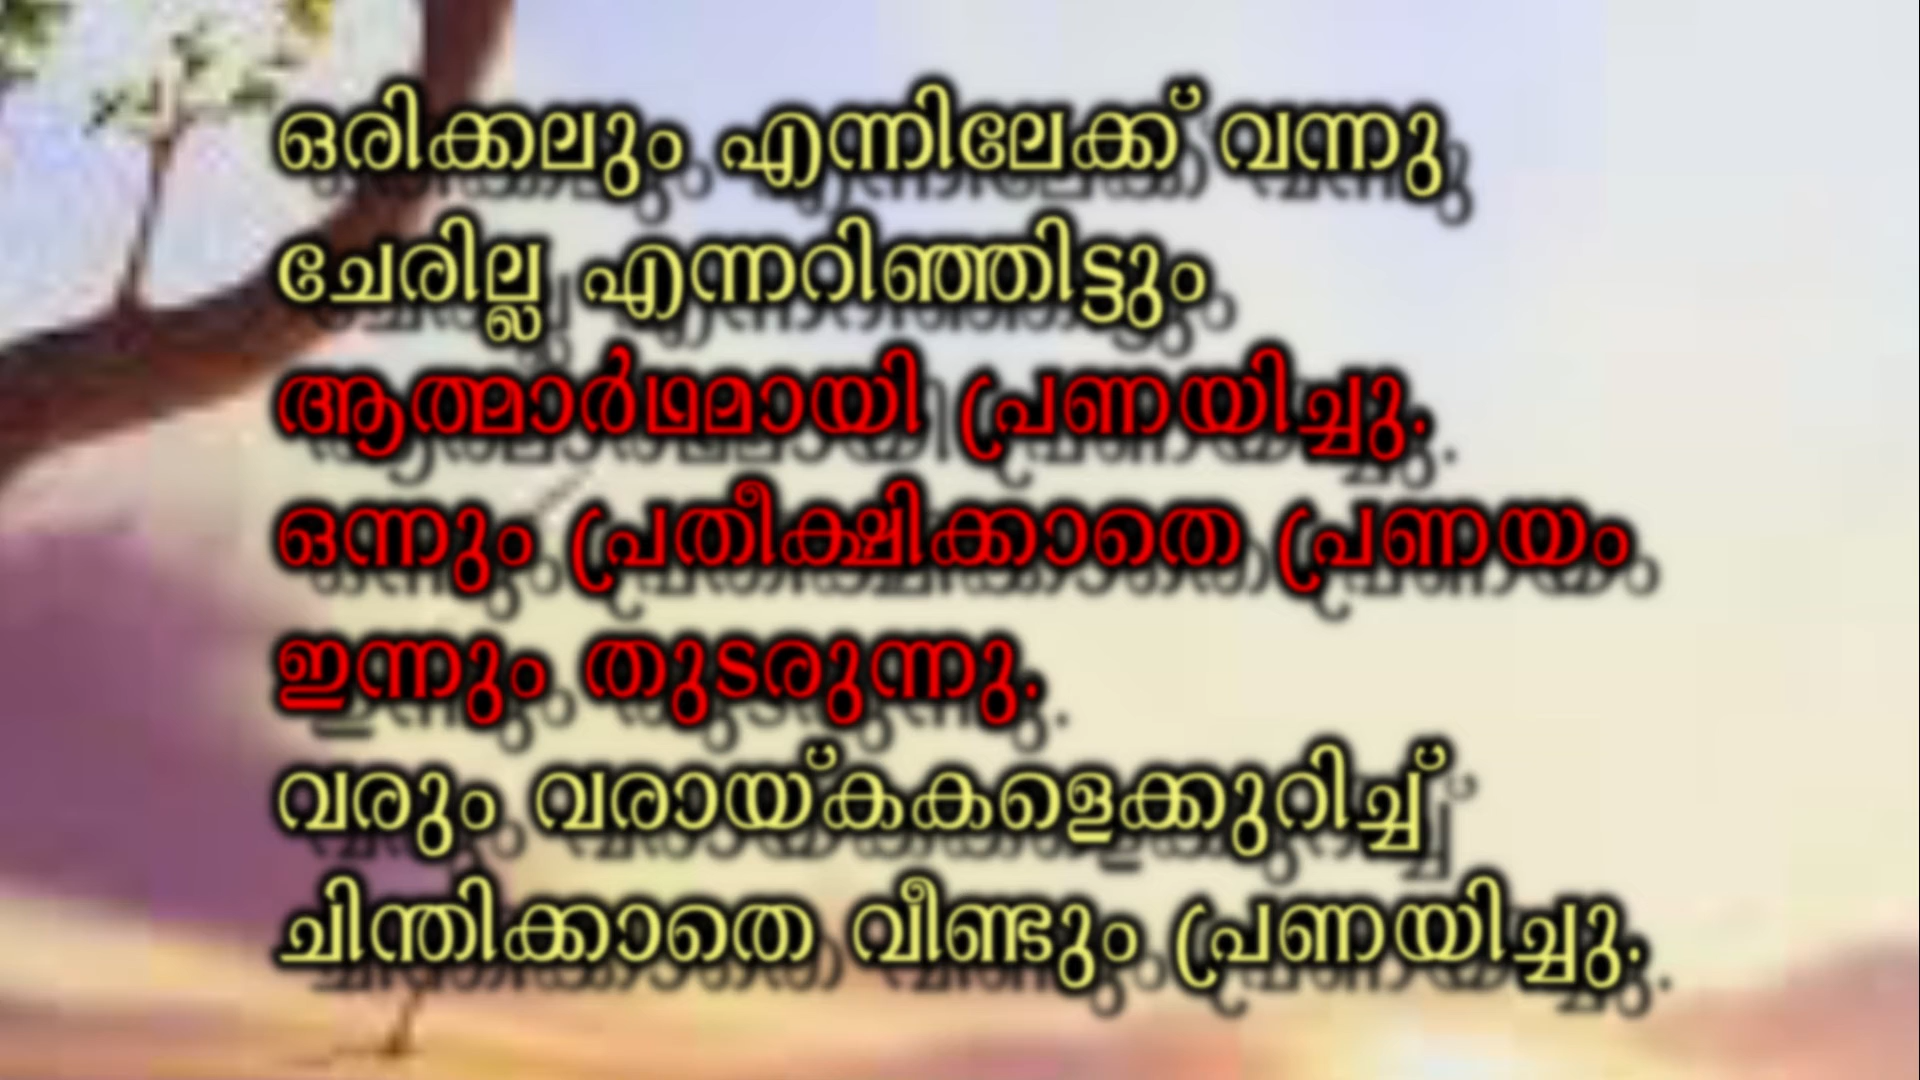 ഒരിക്കലും എന്നിലേക്ക് വന്നു
ചേരില്ല എന്നറിഞ്ഞിട്ടും
ആത്മാർഥമായി പ്രണയിച്ചു.
ഒന്നും പ്രതീക്ഷിക്കാതെ പ്രണയം
ഇന്നും തുടരുന്നു.
വരും വരായ്കകളെക്കുറിച്ച്
ചിന്തിക്കാതെ വീണ്ടും പ്രണയിച്ചു.